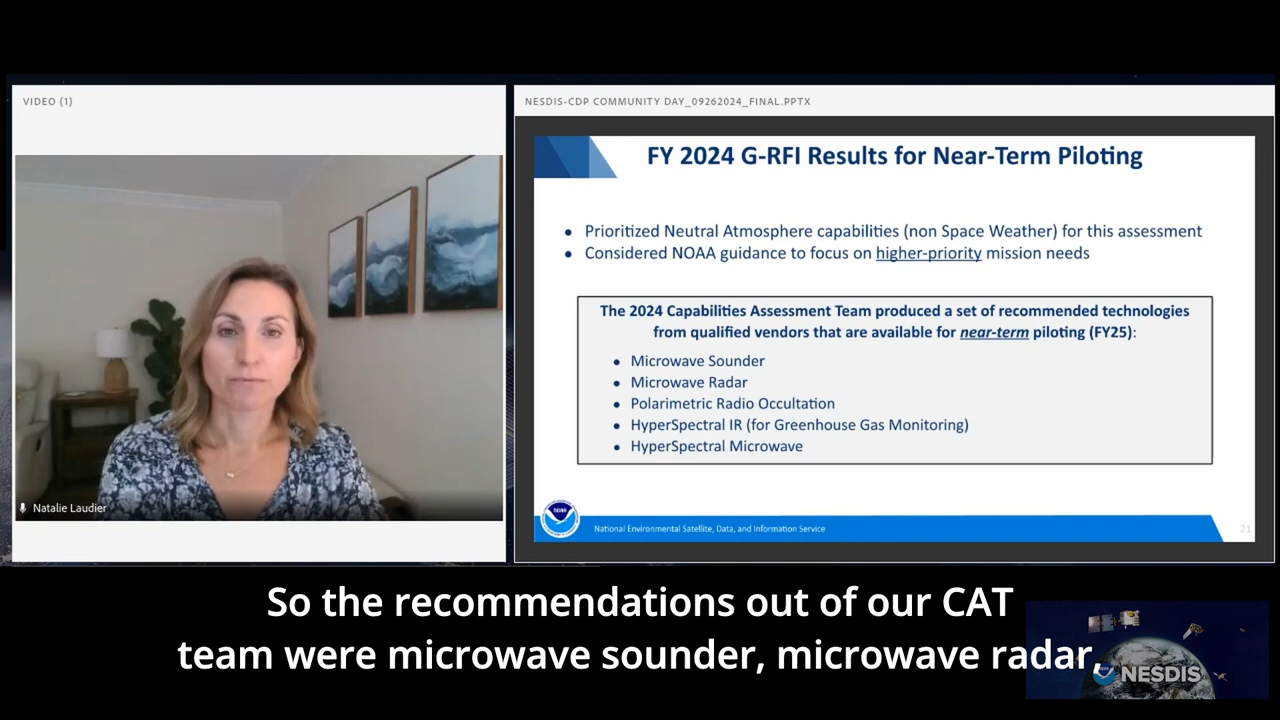 VIDEO (1)
NESDIS-CDP COMMUNITY DAY_09262024_FINAL.PPTX
FY 2024 G-RFI Results for Near-Term Piloting
• Prioritized Neutral Atmosphere capabilities (non Space Weather) for this assessment
• Considered NOAA guidance to focus on higher-priority mission needs
The 2024 Capabilities Assessment Team produced a set of recommended technologies
from qualified vendors that are available for near-term piloting (FY25):
• Microwave Sounder
• Microwave Radar
• Polarimetric Radio Occultation
• HyperSpectral IR (for Greenhouse Gas Monitoring)
• HyperSpectral Microwave
Natalie Laudier
NOAA
National Environmental Satellite, Data, and Information Service
21
So the recommendations out of our CAT
team were microwave sounder, microwave radar,
NESDIS